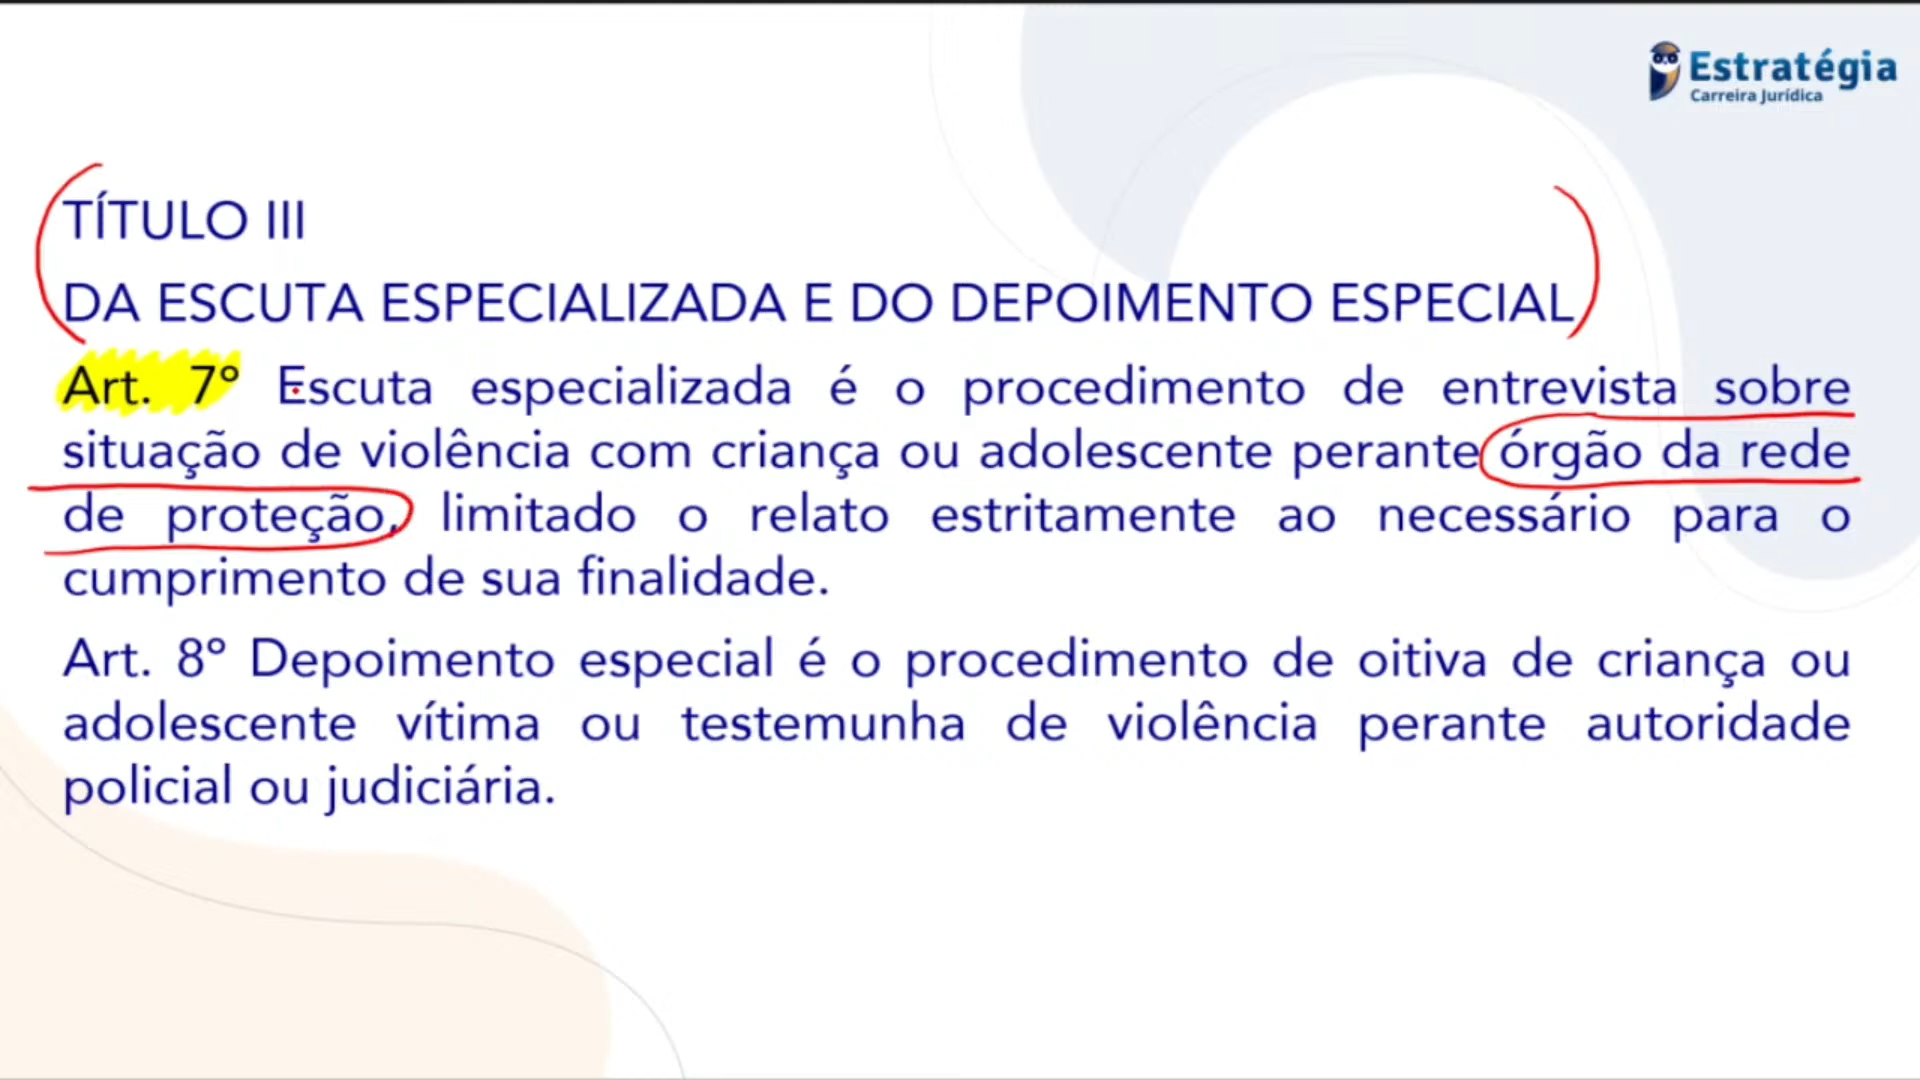 Estratégia
Carreira Jurídica
TÍTULO III
DA ESCUTA ESPECIALIZADA E DO DEPOIMENTO ESPECIAL
Art. 7º Escuta especializada é o procedimento de entrevista sobre
situação de violência com criança ou adolescente perante órgão da rede
de proteção, limitado o relato estritamente ao necessário para o
cumprimento de sua finalidade.
Art. 8º Depoimento especial é o procedimento de oitiva de criança ou
adolescente vítima ou testemunha de violência perante autoridade
policial ou judiciária.